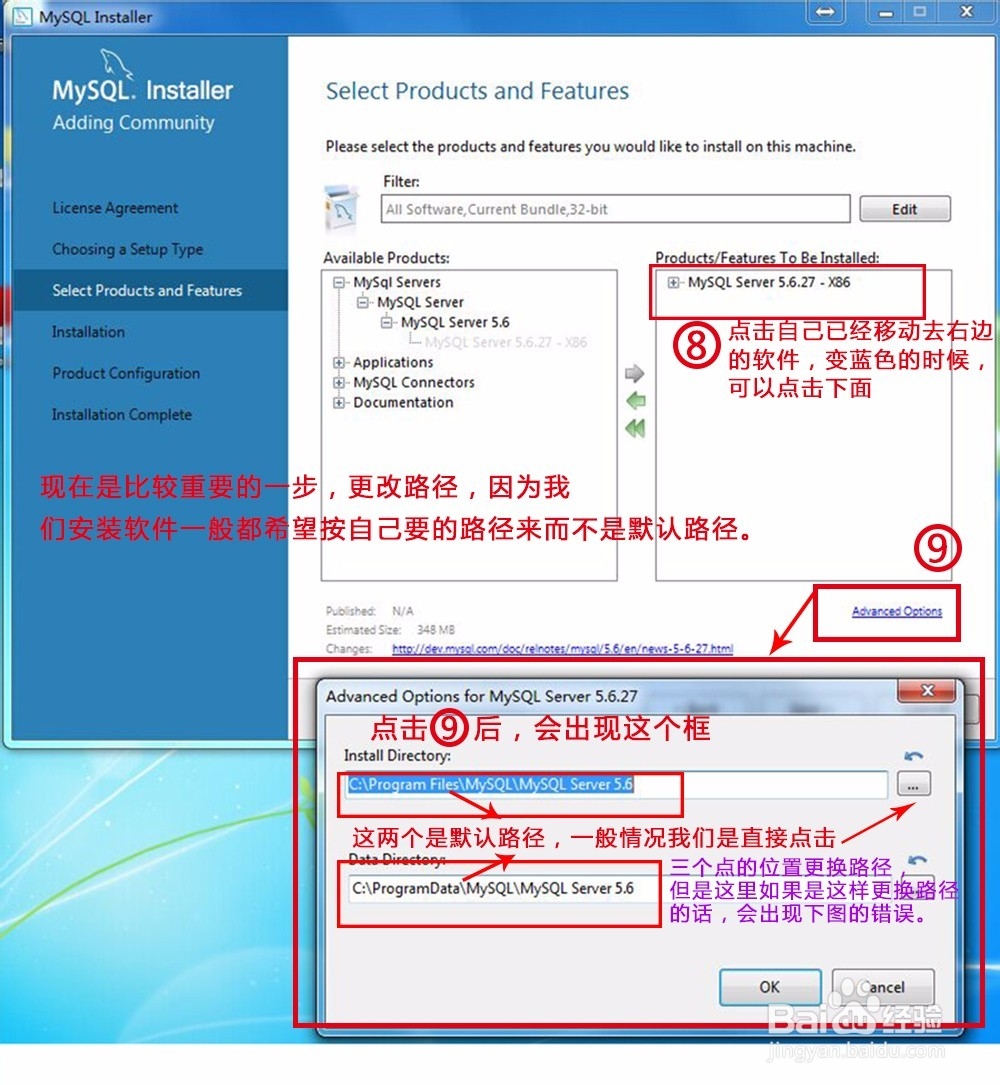 MySQL Installer
MySQL. Installer
Adding Community
License Agreement
Choosing a Setup Type
Select Products and Features
Installation
Product Configuration
Installation Complete
Select Products and Features
Please select the products and features you would like to install on this machine.
Filter:
All Software,Current Bundle,32-bit
Edit
Available Products:
MySql Servers
MySQL Server
MySQL Server 5.6
MySQL Server 5.6.27 - X86
Applications
MySQL Connectors
Documentation
Products/Features To Be Installed:
MySQL Server 5.6.27 - X86
⑧
点击自己已经移动去右边
的软件，变蓝色的时候，
可以点击下面
现在是比较重要的一步，更改路径，因为我
们安装软件一般都希望按自己要的路径来而不是默认路径。
⑨
Advanced Options
Published: N/A
Estimated Size: 348 MB
Changes: http://dev.mysql.com/doc/relnotes/mysql/5.6/en/news-5-6-27.html
Advanced Options for MySQL Server 5.6.27
点击⑨后，会出现这个框
Install Directory:
C:\Program Files\MySQL\MySQL Server 5.6
...
这两个是默认路径，一般情况我们是直接点击
Data Directory:
C:\ProgramData\MySQL\MySQL Server 5.6
三个点的位置更换路径，
但是这里如果是这样更换路径
的话，会出现下图的错误。
OK
Cancel
Baidu经验
jingyan.baidu.com